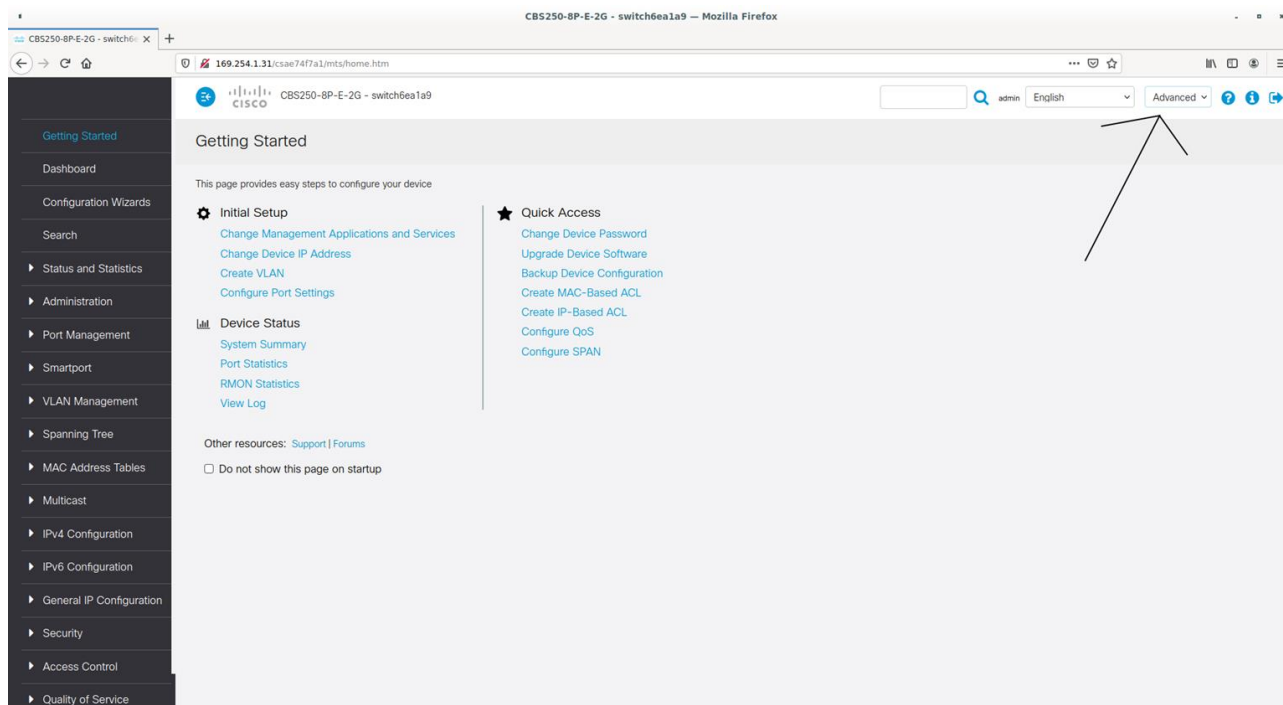 CBS250-8P-E-2G - switch6ea1a9 — Mozilla Firefox
CBS250-8P-E-2G - switch6e
169.254.1.31/csae74f7a1/mts/home.htm
CISCO CBS250-8P-E-2G - switch6ea1a9
admin English Advanced
Getting Started
Dashboard
Configuration Wizards
Search
Status and Statistics
Administration
Port Management
Smartport
VLAN Management
Spanning Tree
MAC Address Tables
Multicast
IPv4 Configuration
IPv6 Configuration
General IP Configuration
Security
Access Control
Quality of Service
Getting Started
This page provides easy steps to configure your device
Initial Setup
Change Management Applications and Services
Change Device IP Address
Create VLAN
Configure Port Settings
Device Status
System Summary
Port Statistics
RMON Statistics
View Log
Quick Access
Change Device Password
Upgrade Device Software
Backup Device Configuration
Create MAC-Based ACL
Create IP-Based ACL
Configure QoS
Configure SPAN
Other resources: Support | Forums
Do not show this page on startup